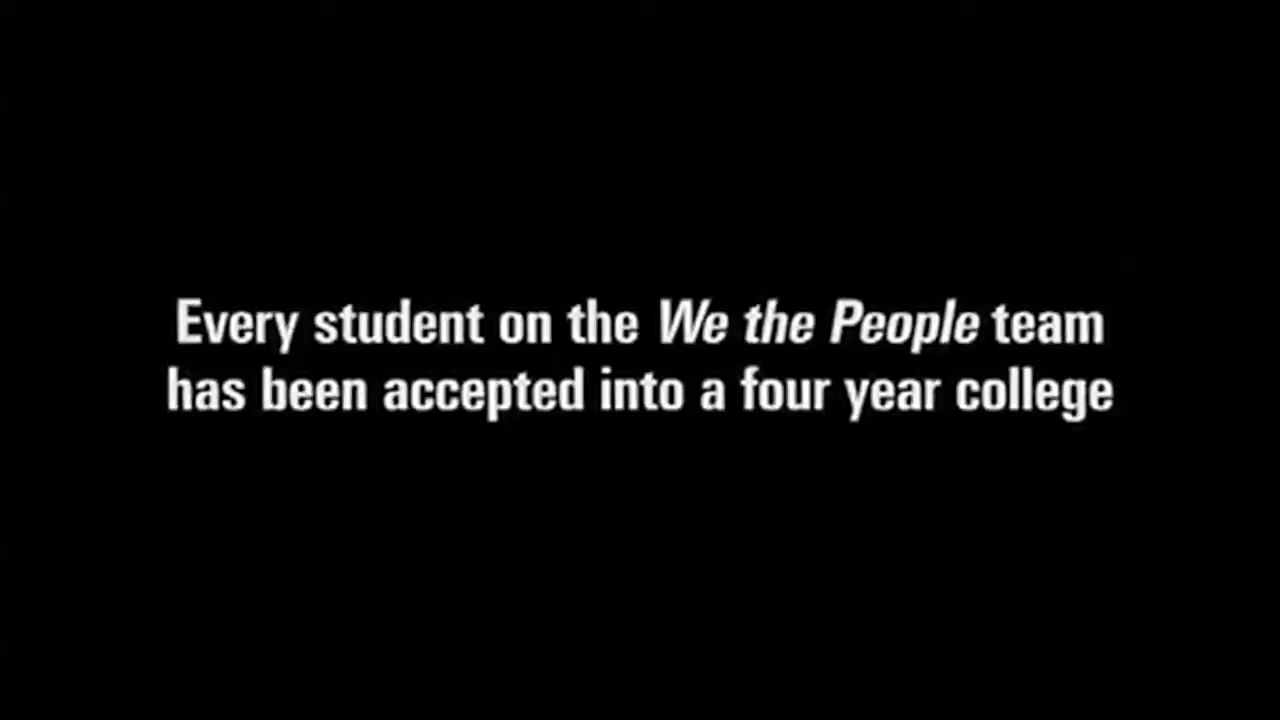 Every student on the We the People team
has been accepted into a four year college